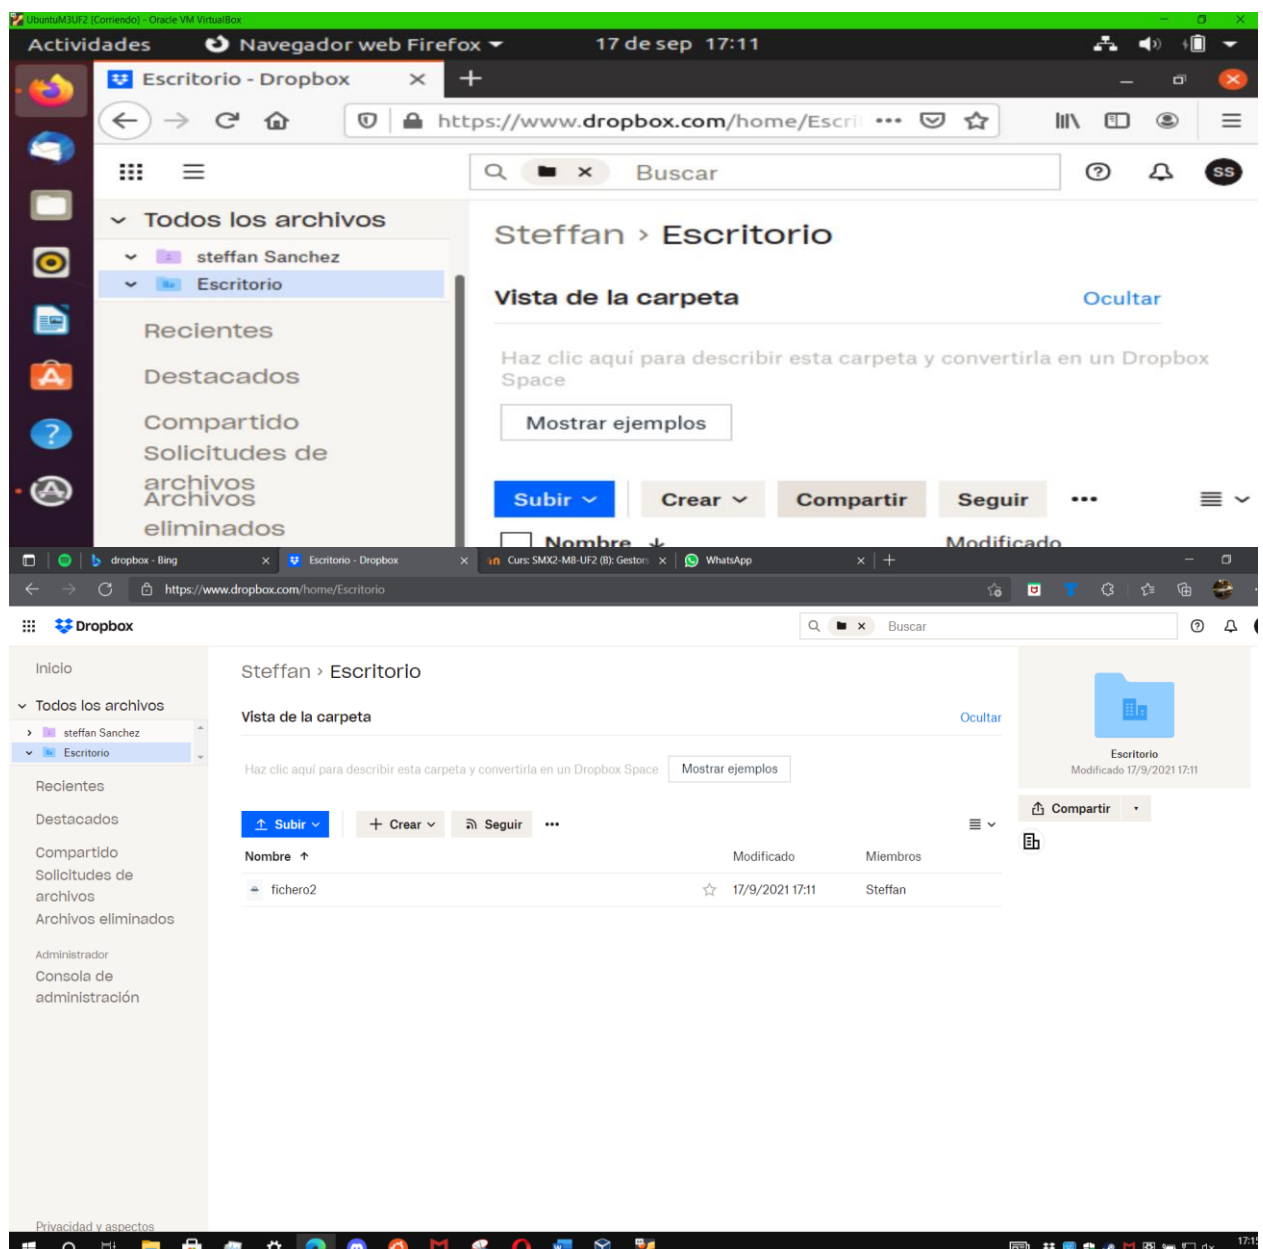 UbuntuM3UF2 [Corriendo] - Oracle VM VirtualBox
Actividades Navegador web Firefox 17 de sep 17:11
Escritorio - Dropbox
https://www.dropbox.com/home/Escri
Buscar
SS
Todos los archivos
steffan Sanchez
Escritorio
Recientes
Destacados
Compartido
Solicitudes de
archivos
Archivos
eliminados
Steffan › Escritorio
Vista de la carpeta Ocultar
Haz clic aquí para describir esta carpeta y convertirla en un Dropbox
Space
Mostrar ejemplos
Subir Crear Compartir Seguir
Nombre Modificado
dropbox - Bing Escritorio - Dropbox Curs: SMX2-M8-UF2 (B): Gestors WhatsApp
https://www.dropbox.com/home/Escritorio
Dropbox
Buscar
Inicio
Todos los archivos
steffan Sanchez
Escritorio
Recientes
Destacados
Compartido
Solicitudes de
archivos
Archivos eliminados
Administrador
Consola de
administración
Privacidad y aspectos
Steffan › Escritorio
Vista de la carpeta Ocultar
Haz clic aquí para describir esta carpeta y convertirla en un Dropbox Space Mostrar ejemplos
Subir Crear Seguir
Nombre Modificado Miembros
fichero2 17/9/2021 17:11 Steffan
Escritorio
Modificado 17/9/2021 17:11
Compartir
17:15